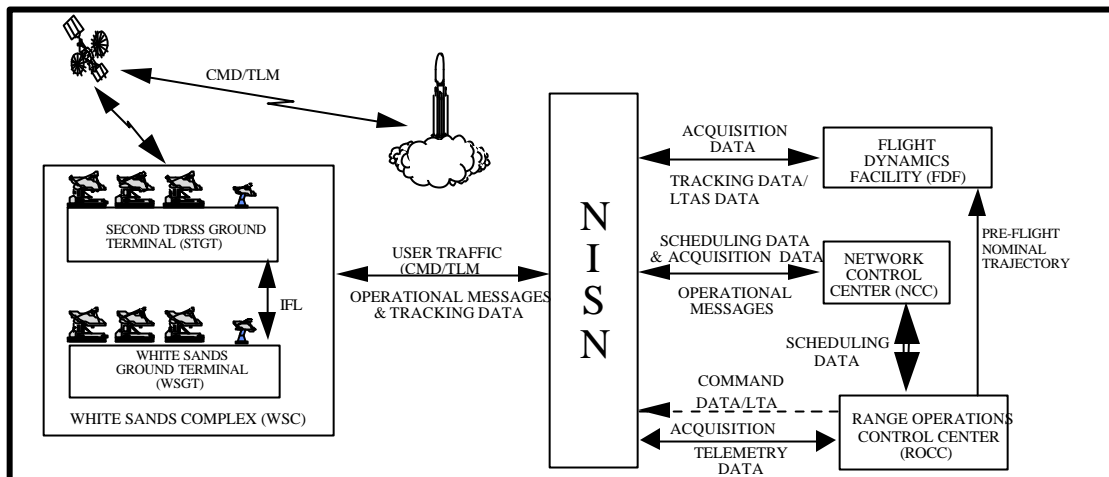 CMD/TLM
SECOND TDRSS GROUND
TERMINAL (STGT)
IFL
WHITE SANDS
GROUND TERMINAL
(WSGT)
WHITE SANDS COMPLEX (WSC)
USER TRAFFIC
(CMD/TLM
OPERATIONAL MESSAGES
& TRACKING DATA
N
I
S
N
ACQUISITION
DATA
TRACKING DATA/
LTAS DATA
FLIGHT
DYNAMICS
FACILITY (FDF)
PRE-FLIGHT
NOMINAL
TRAJECTORY
SCHEDULING DATA
& ACQUISITION DATA
OPERATIONAL
MESSAGES
NETWORK
CONTROL
CENTER (NCC)
SCHEDULING
DATA
COMMAND
DATA/LTA
ACQUISITION
TELEMETRY
DATA
RANGE OPERATIONS
CONTROL CENTER
(ROCC)